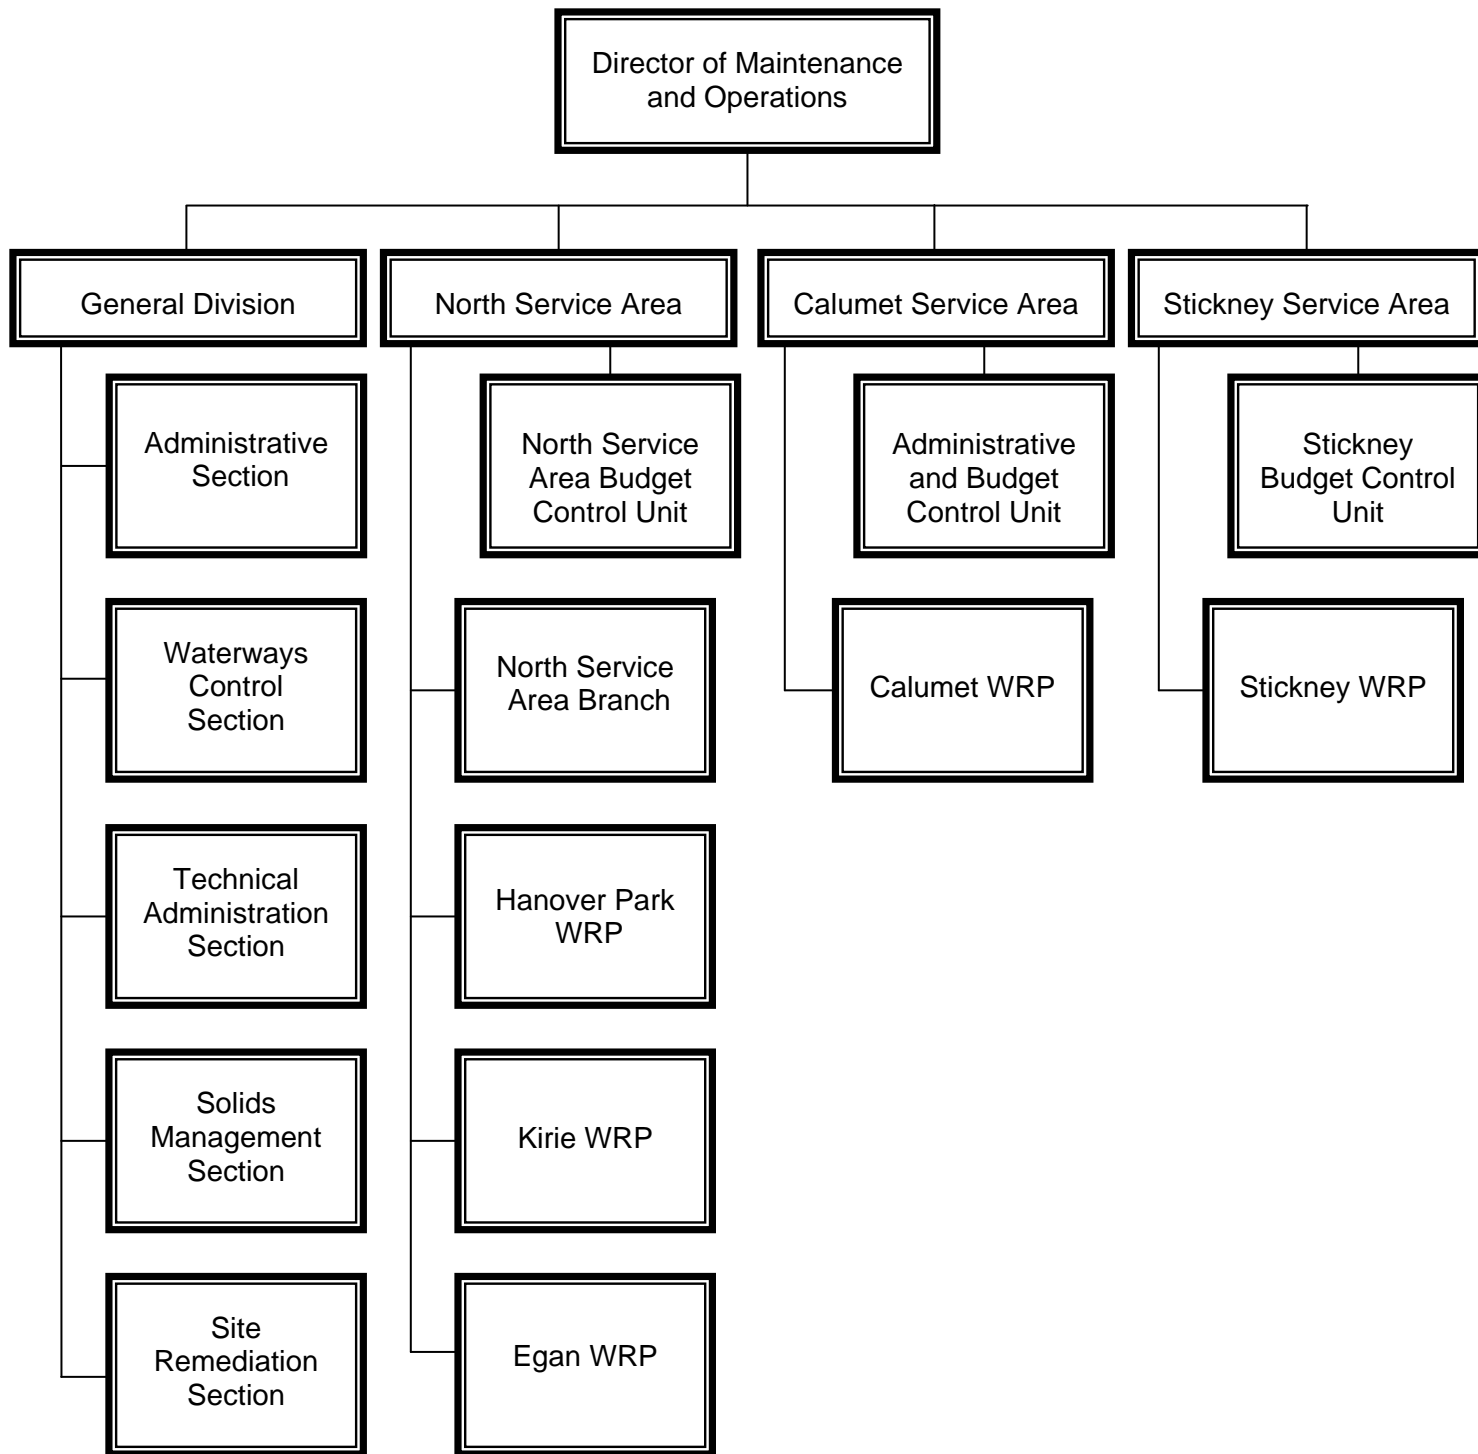 Director of Maintenance
and Operations
General Division
North Service Area
Calumet Service Area
Stickney Service Area
Administrative
Section
North Service
Area Budget
Control Unit
Administrative
and Budget
Control Unit
Stickney
Budget Control
Unit
Waterways
Control
Section
North Service
Area Branch
Calumet WRP
Stickney WRP
Technical
Administration
Section
Hanover Park
WRP
Solids
Management
Section
Kirie WRP
Site
Remediation
Section
Egan WRP